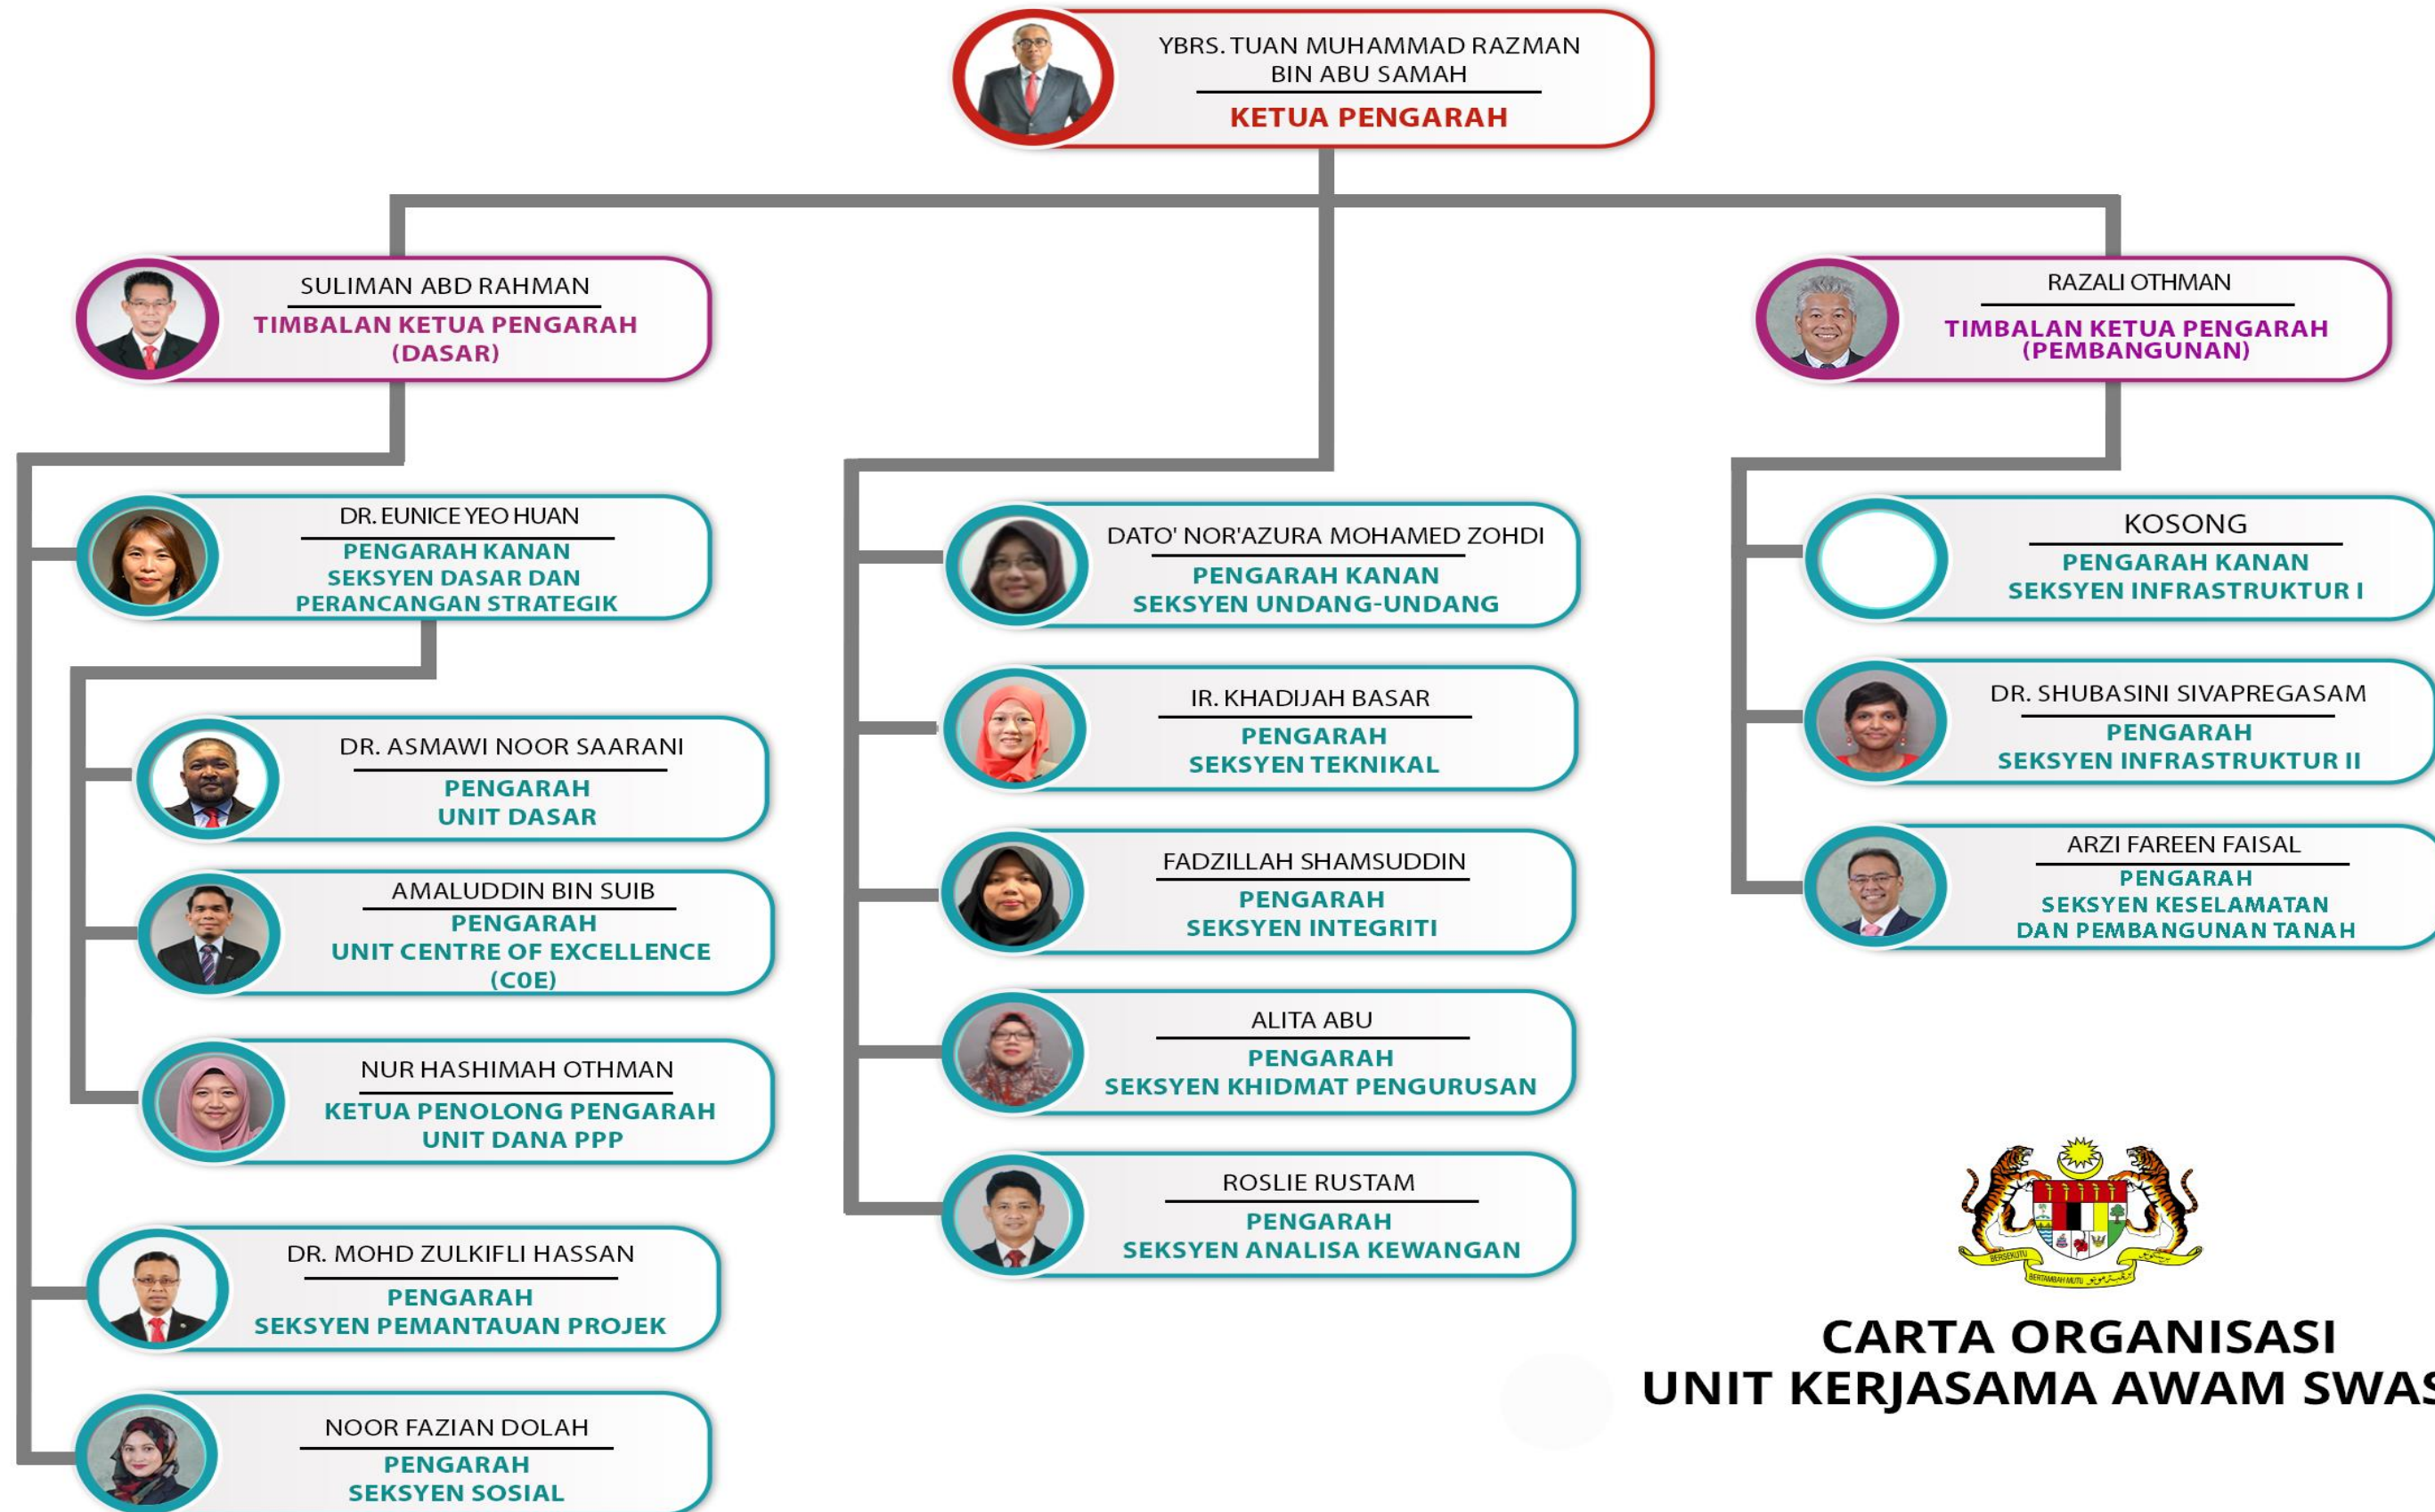 YBRS. TUAN MUHAMMAD RAZMAN
BIN ABU SAMAH
KETUA PENGARAH
SULIMAN ABD RAHMAN
TIMBALAN KETUA PENGARAH
(DASAR)
RAZALI OTHMAN
TIMBALAN KETUA PENGARAH
(PEMBANGUNAN)
DR. EUNICE YEO HUAN
PENGARAH KANAN
SEKSYEN DASAR DAN
PERANCANGAN STRATEGIK
DR. ASMAWI NOOR SAARANI
PENGARAH
UNIT DASAR
AMALUDDIN BIN SUIB
PENGARAH
UNIT CENTRE OF EXCELLENCE
(C0E)
NUR HASHIMAH OTHMAN
KETUA PENOLONG PENGARAH
UNIT DANA PPP
DR. MOHD ZULKIFLI HASSAN
PENGARAH
SEKSYEN PEMANTAUAN PROJEK
NOOR FAZIAN DOLAH
PENGARAH
SEKSYEN SOSIAL
DATO' NOR'AZURA MOHAMED ZOHDI
PENGARAH KANAN
SEKSYEN UNDANG-UNDANG
IR. KHADIJAH BASAR
PENGARAH
SEKSYEN TEKNIKAL
FADZILLAH SHAMSUDDIN
PENGARAH
SEKSYEN INTEGRITI
ALITA ABU
PENGARAH
SEKSYEN KHIDMAT PENGURUSAN
ROSLIE RUSTAM
PENGARAH
SEKSYEN ANALISA KEWANGAN
KOSONG
PENGARAH KANAN
SEKSYEN INFRASTRUKTUR I
DR. SHUBASINI SIVAPREGASAM
PENGARAH
SEKSYEN INFRASTRUKTUR II
ARZI FAREEN FAISAL
PENGARAH
SEKSYEN KESELAMATAN
DAN PEMBANGUNAN TANAH
BERSEKUTU
BERTAMBAH MUTU
CARTA ORGANISASI
UNIT KERJASAMA AWAM SWAS